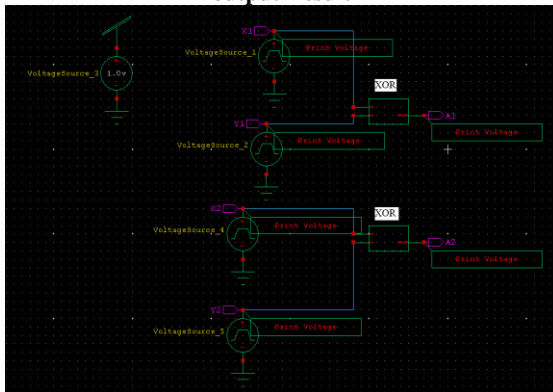 X1
Print Voltage
VoltageSource_1
VoltageSource_3
1.0v
XOR
A1
Print Voltage
Y1
Print Voltage
VoltageSource_2
X2
XOR
Print Voltage
VoltageSource_4
A2
Print Voltage
Y2
Print Voltage
VoltageSource_5